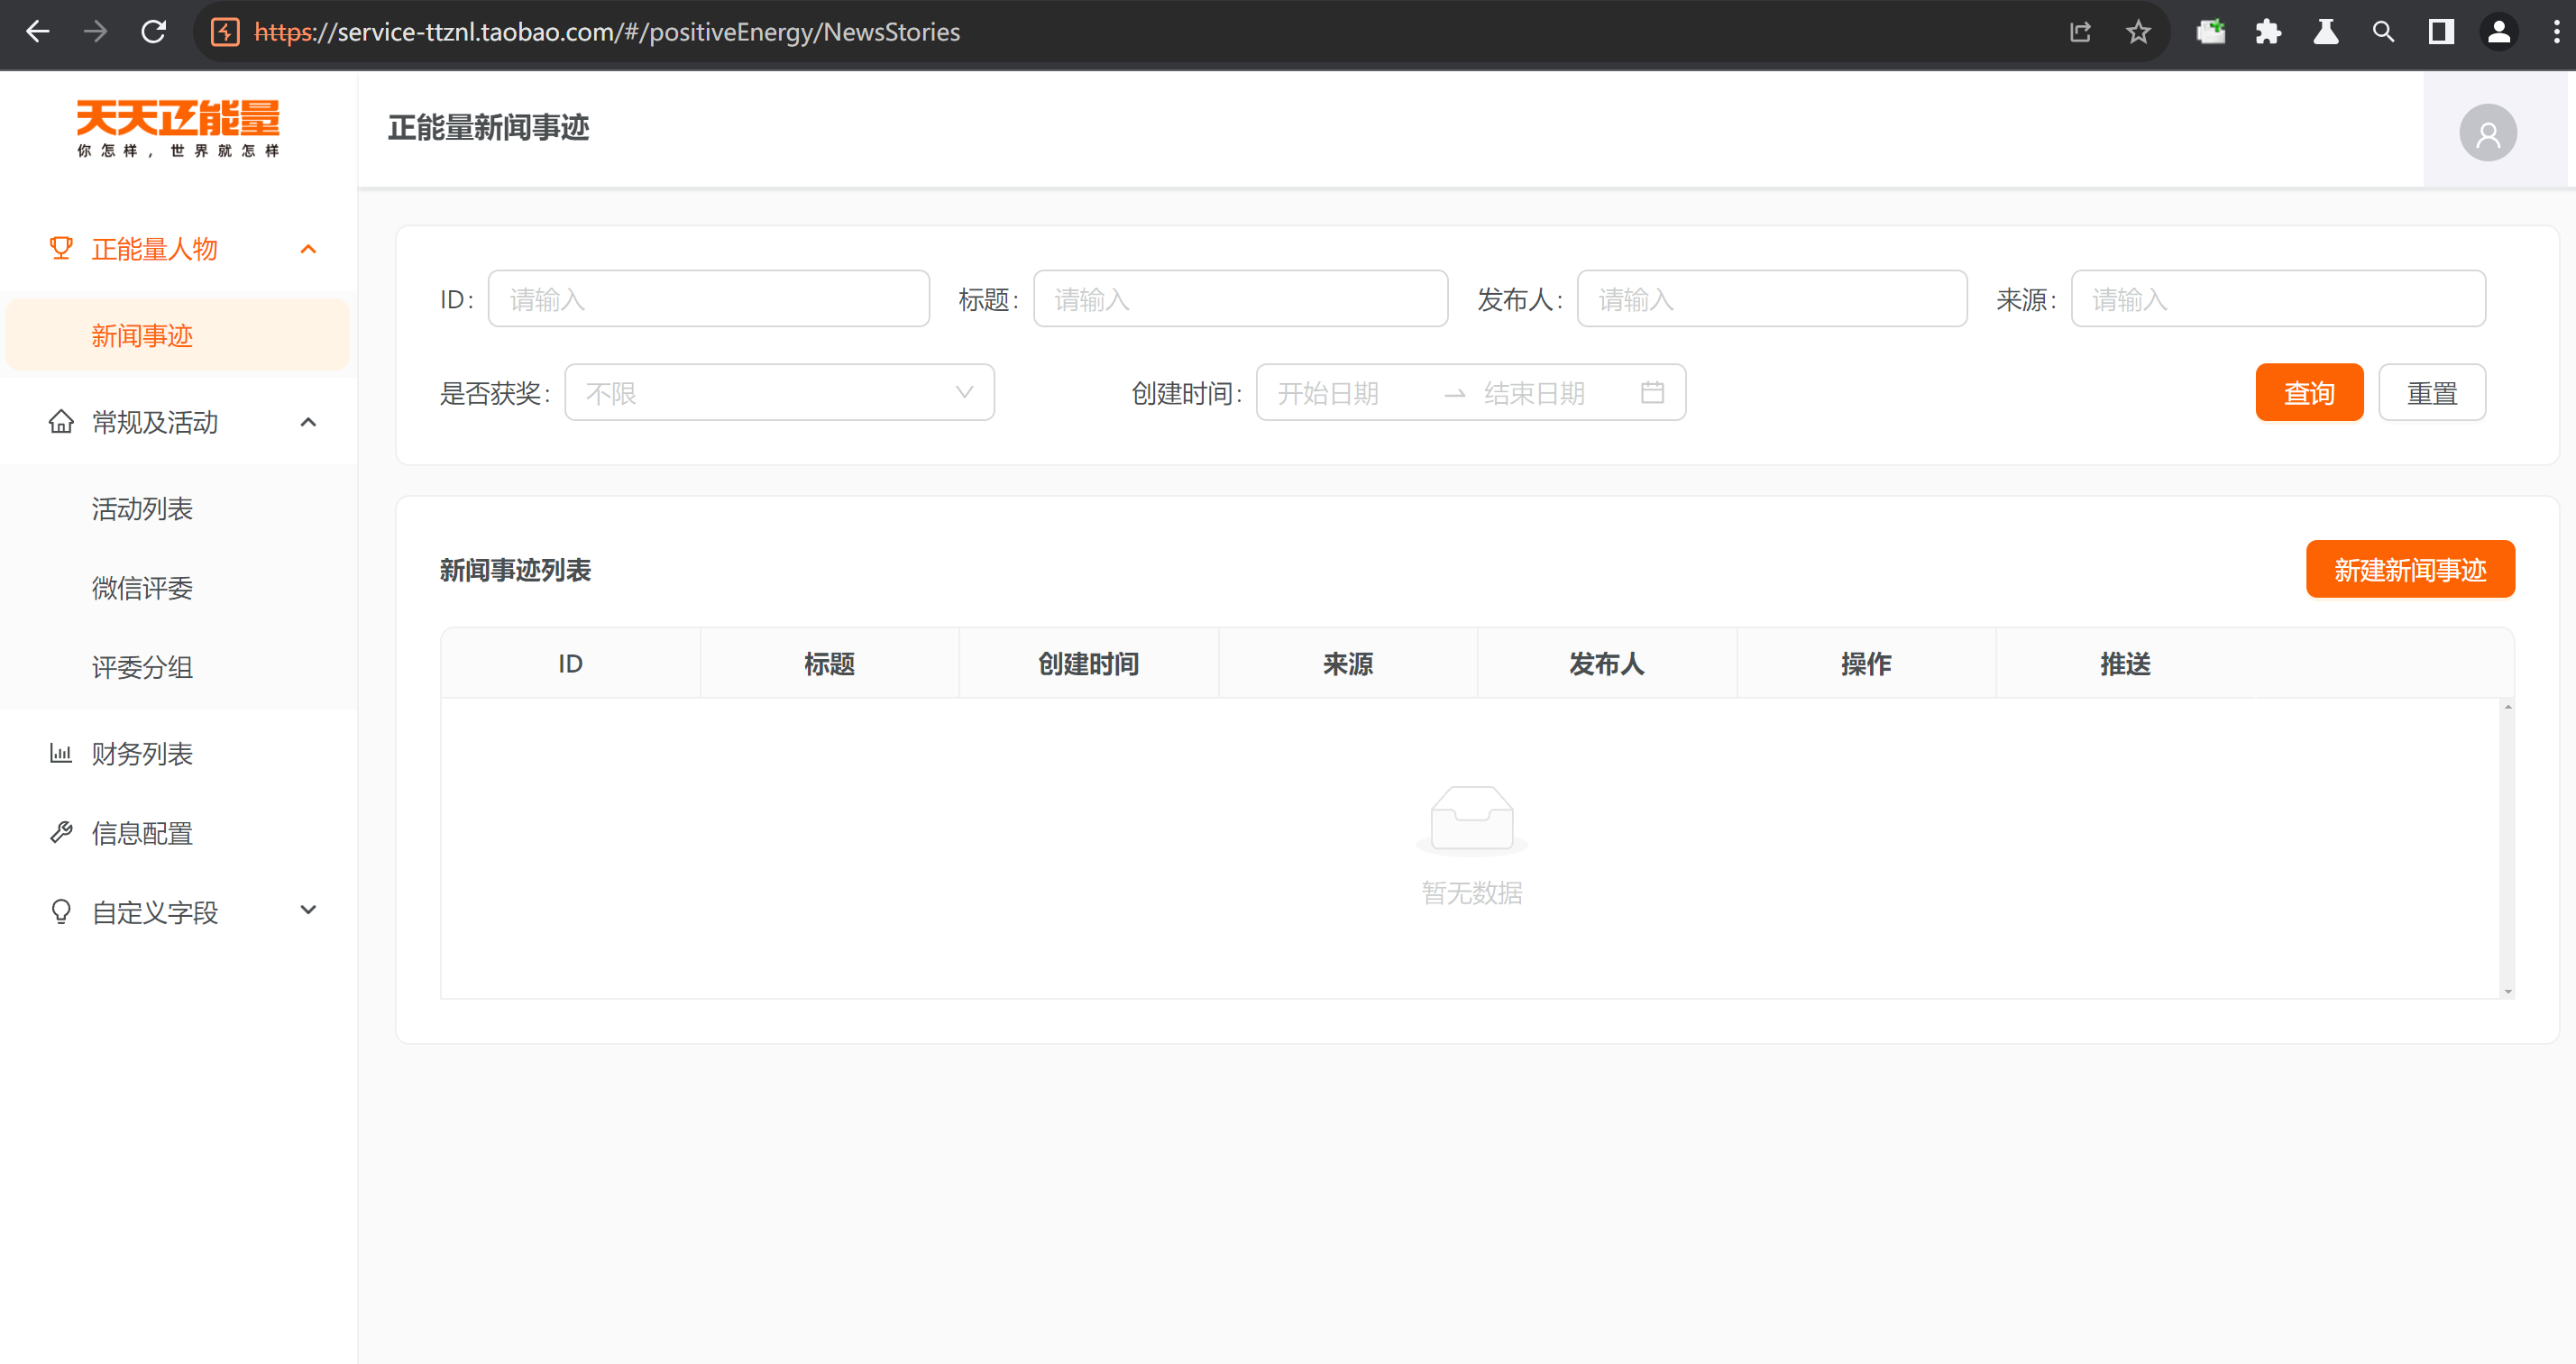 https://service-ttznl.taobao.com/#/positiveEnergy/NewsStories
天天正能量
你怎样，世界就怎样
正能量新闻事迹
正能量人物
新闻事迹
常规及活动
活动列表
微信评委
评委分组
财务列表
信息配置
自定义字段
ID: 请输入 标题: 请输入 发布人: 请输入 来源: 请输入
是否获奖: 不限 创建时间: 开始日期 结束日期 查询 重置
新闻事迹列表 新建新闻事迹
ID 标题 创建时间 来源 发布人 操作 推送
暂无数据